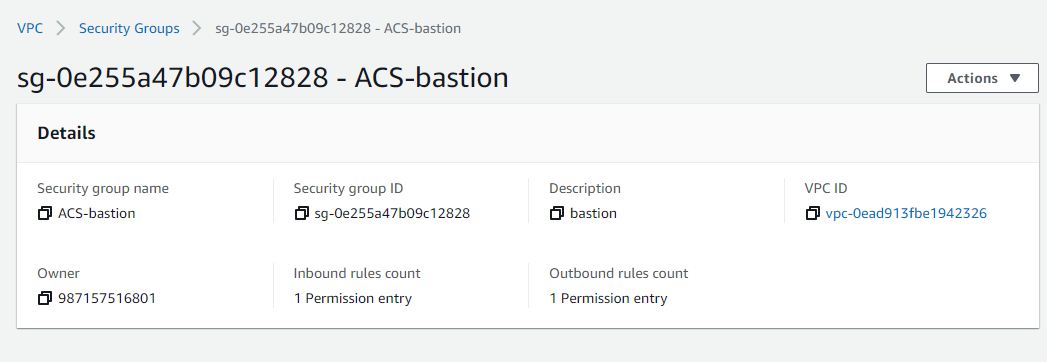 VPC > Security Groups > sg-0e255a47b09c12828 - ACS-bastion
sg-0e255a47b09c12828 - ACS-bastion
Actions ▼
Details
Security group name
ACS-bastion
Security group ID
sg-0e255a47b09c12828
Description
bastion
VPC ID
vpc-0ead913fbe1942326
Owner
987157516801
Inbound rules count
1 Permission entry
Outbound rules count
1 Permission entry